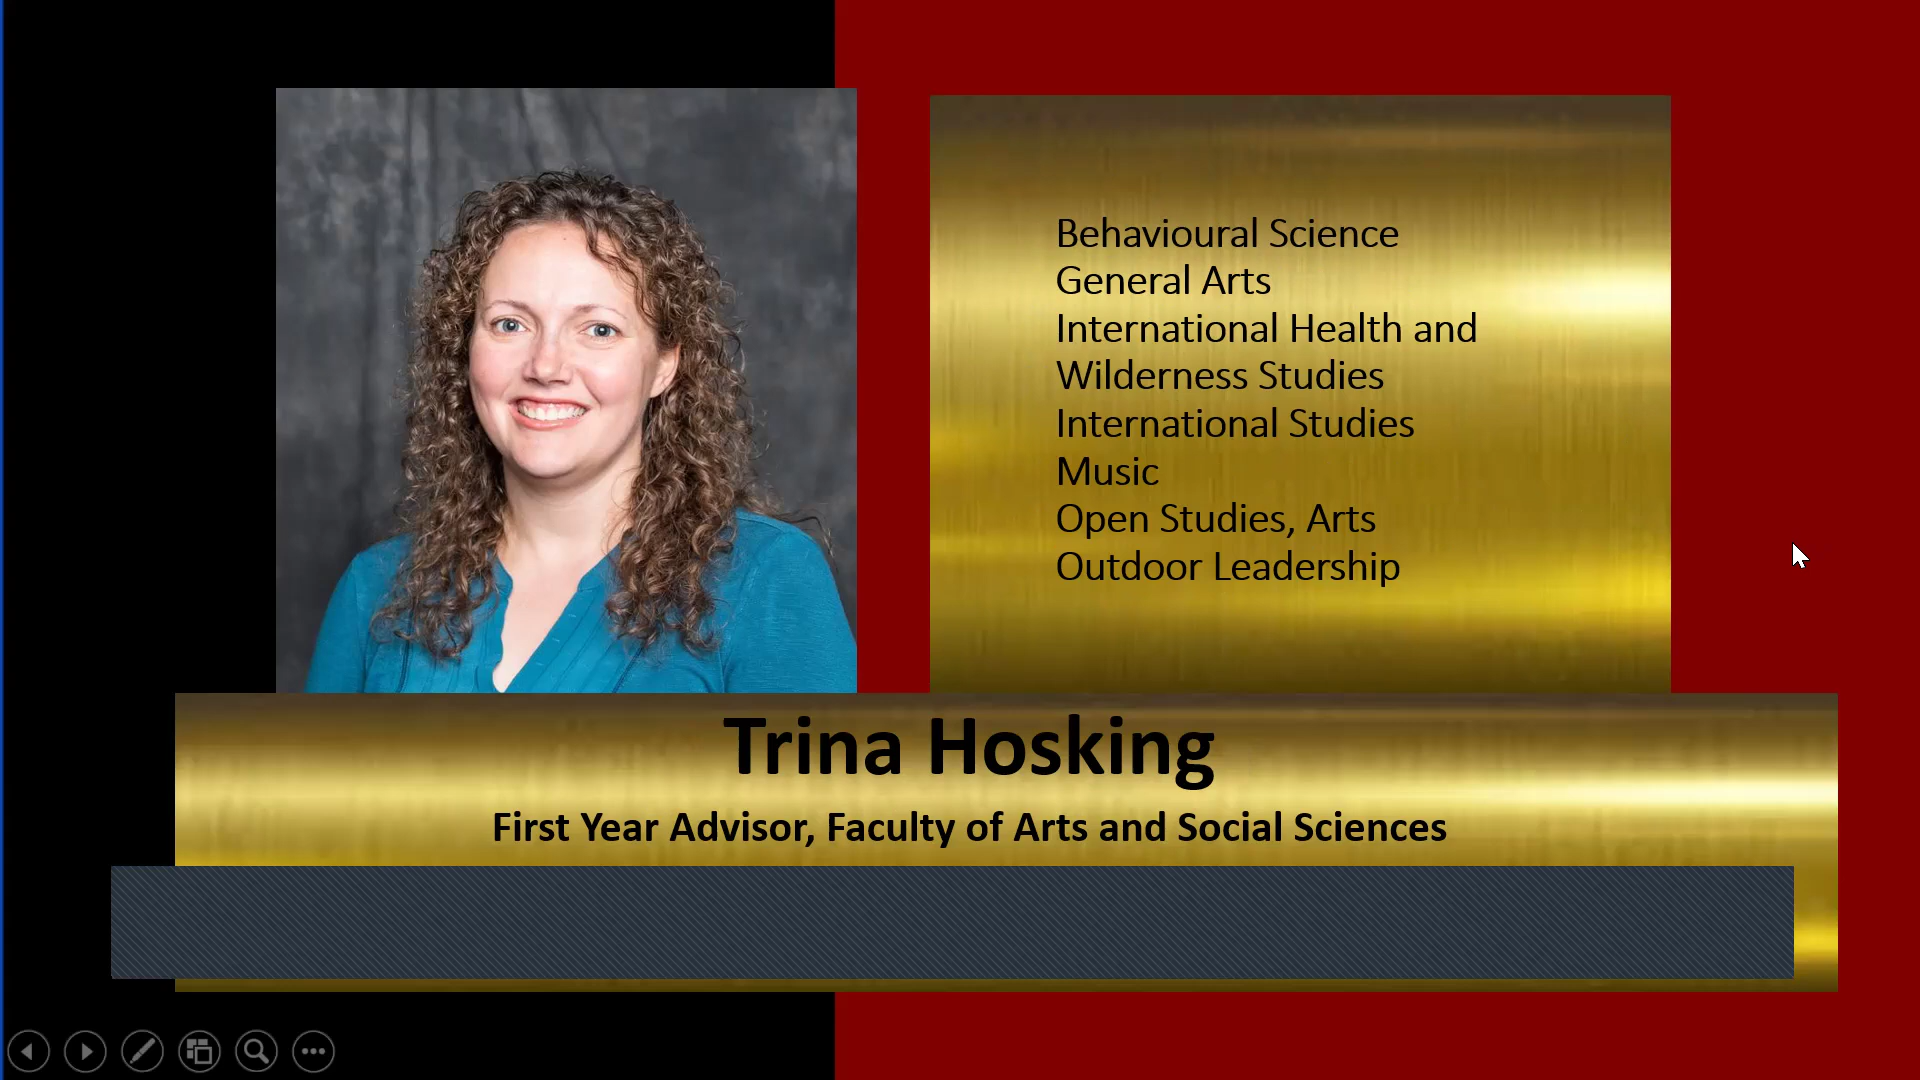 Behavioural Science
General Arts
International Health and
Wilderness Studies
International Studies
Music
Open Studies, Arts
Outdoor Leadership
Trina Hosking
First Year Advisor, Faculty of Arts and Social Sciences